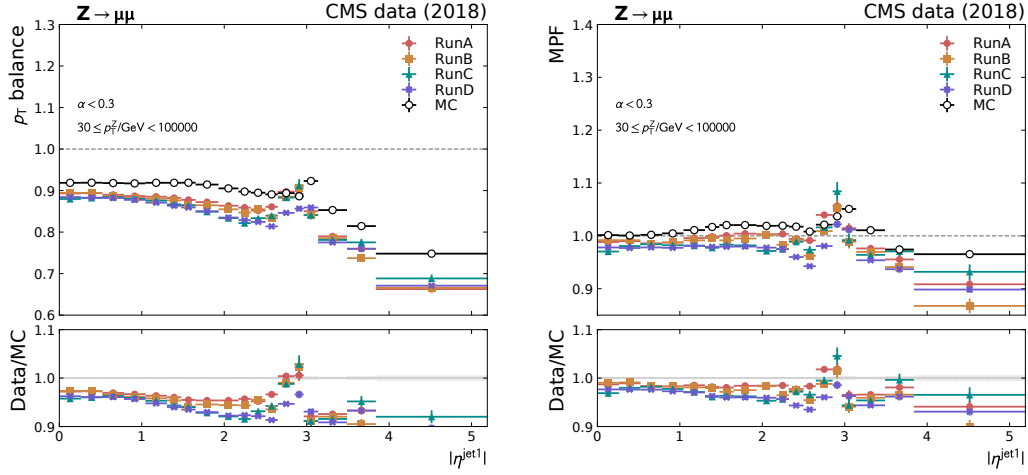 Z → μμ CMS data (2018)
1.3
1.2
1.1
1.0
0.9
0.8
0.7
0.6
p_T balance
RunA
RunB
RunC
RunD
MC
α < 0.3
30 ≤ p_T^Z/GeV < 100000
1.1
1.0
0.9
Data/MC
0 1 2 3 4 5
|η^jet1|
Z → μμ CMS data (2018)
1.4
1.3
1.2
1.1
1.0
0.9
MPF
RunA
RunB
RunC
RunD
MC
α < 0.3
30 ≤ p_T^Z/GeV < 100000
1.1
1.0
0.9
Data/MC
0 1 2 3 4 5
|η^jet1|